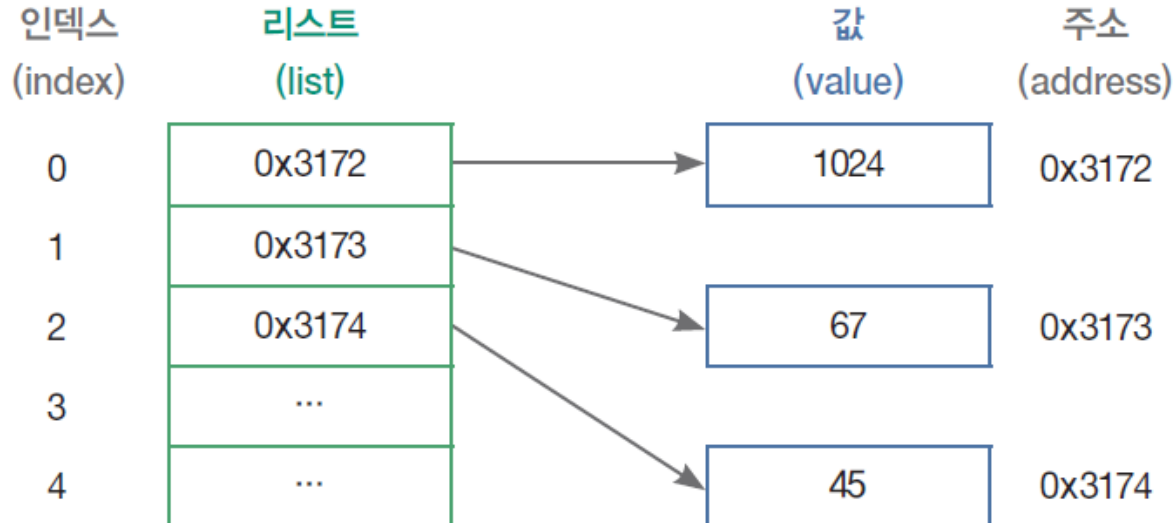 인덱스 리스트 값 주소
(index) (list) (value) (address)
0 0x3172 1024 0x3172
1 0x3173
2 0x3174 67 0x3173
3 ...
4 ... 45 0x3174